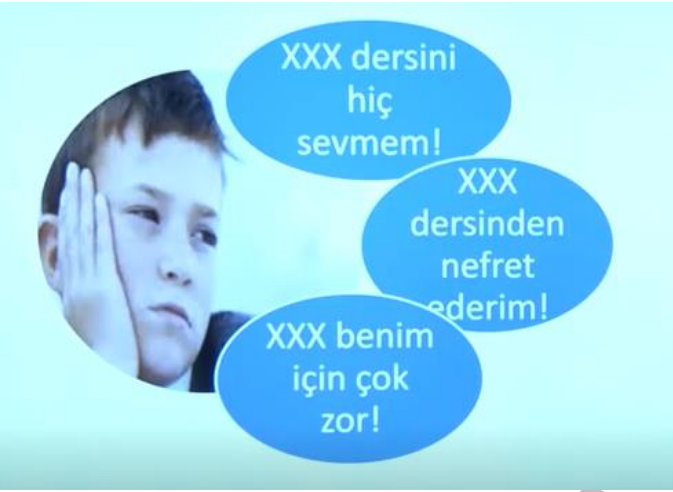 XXX dersini
hiç
sevmem!
XXX
dersinden
nefret
ederim!
XXX benim
için çok
zor!